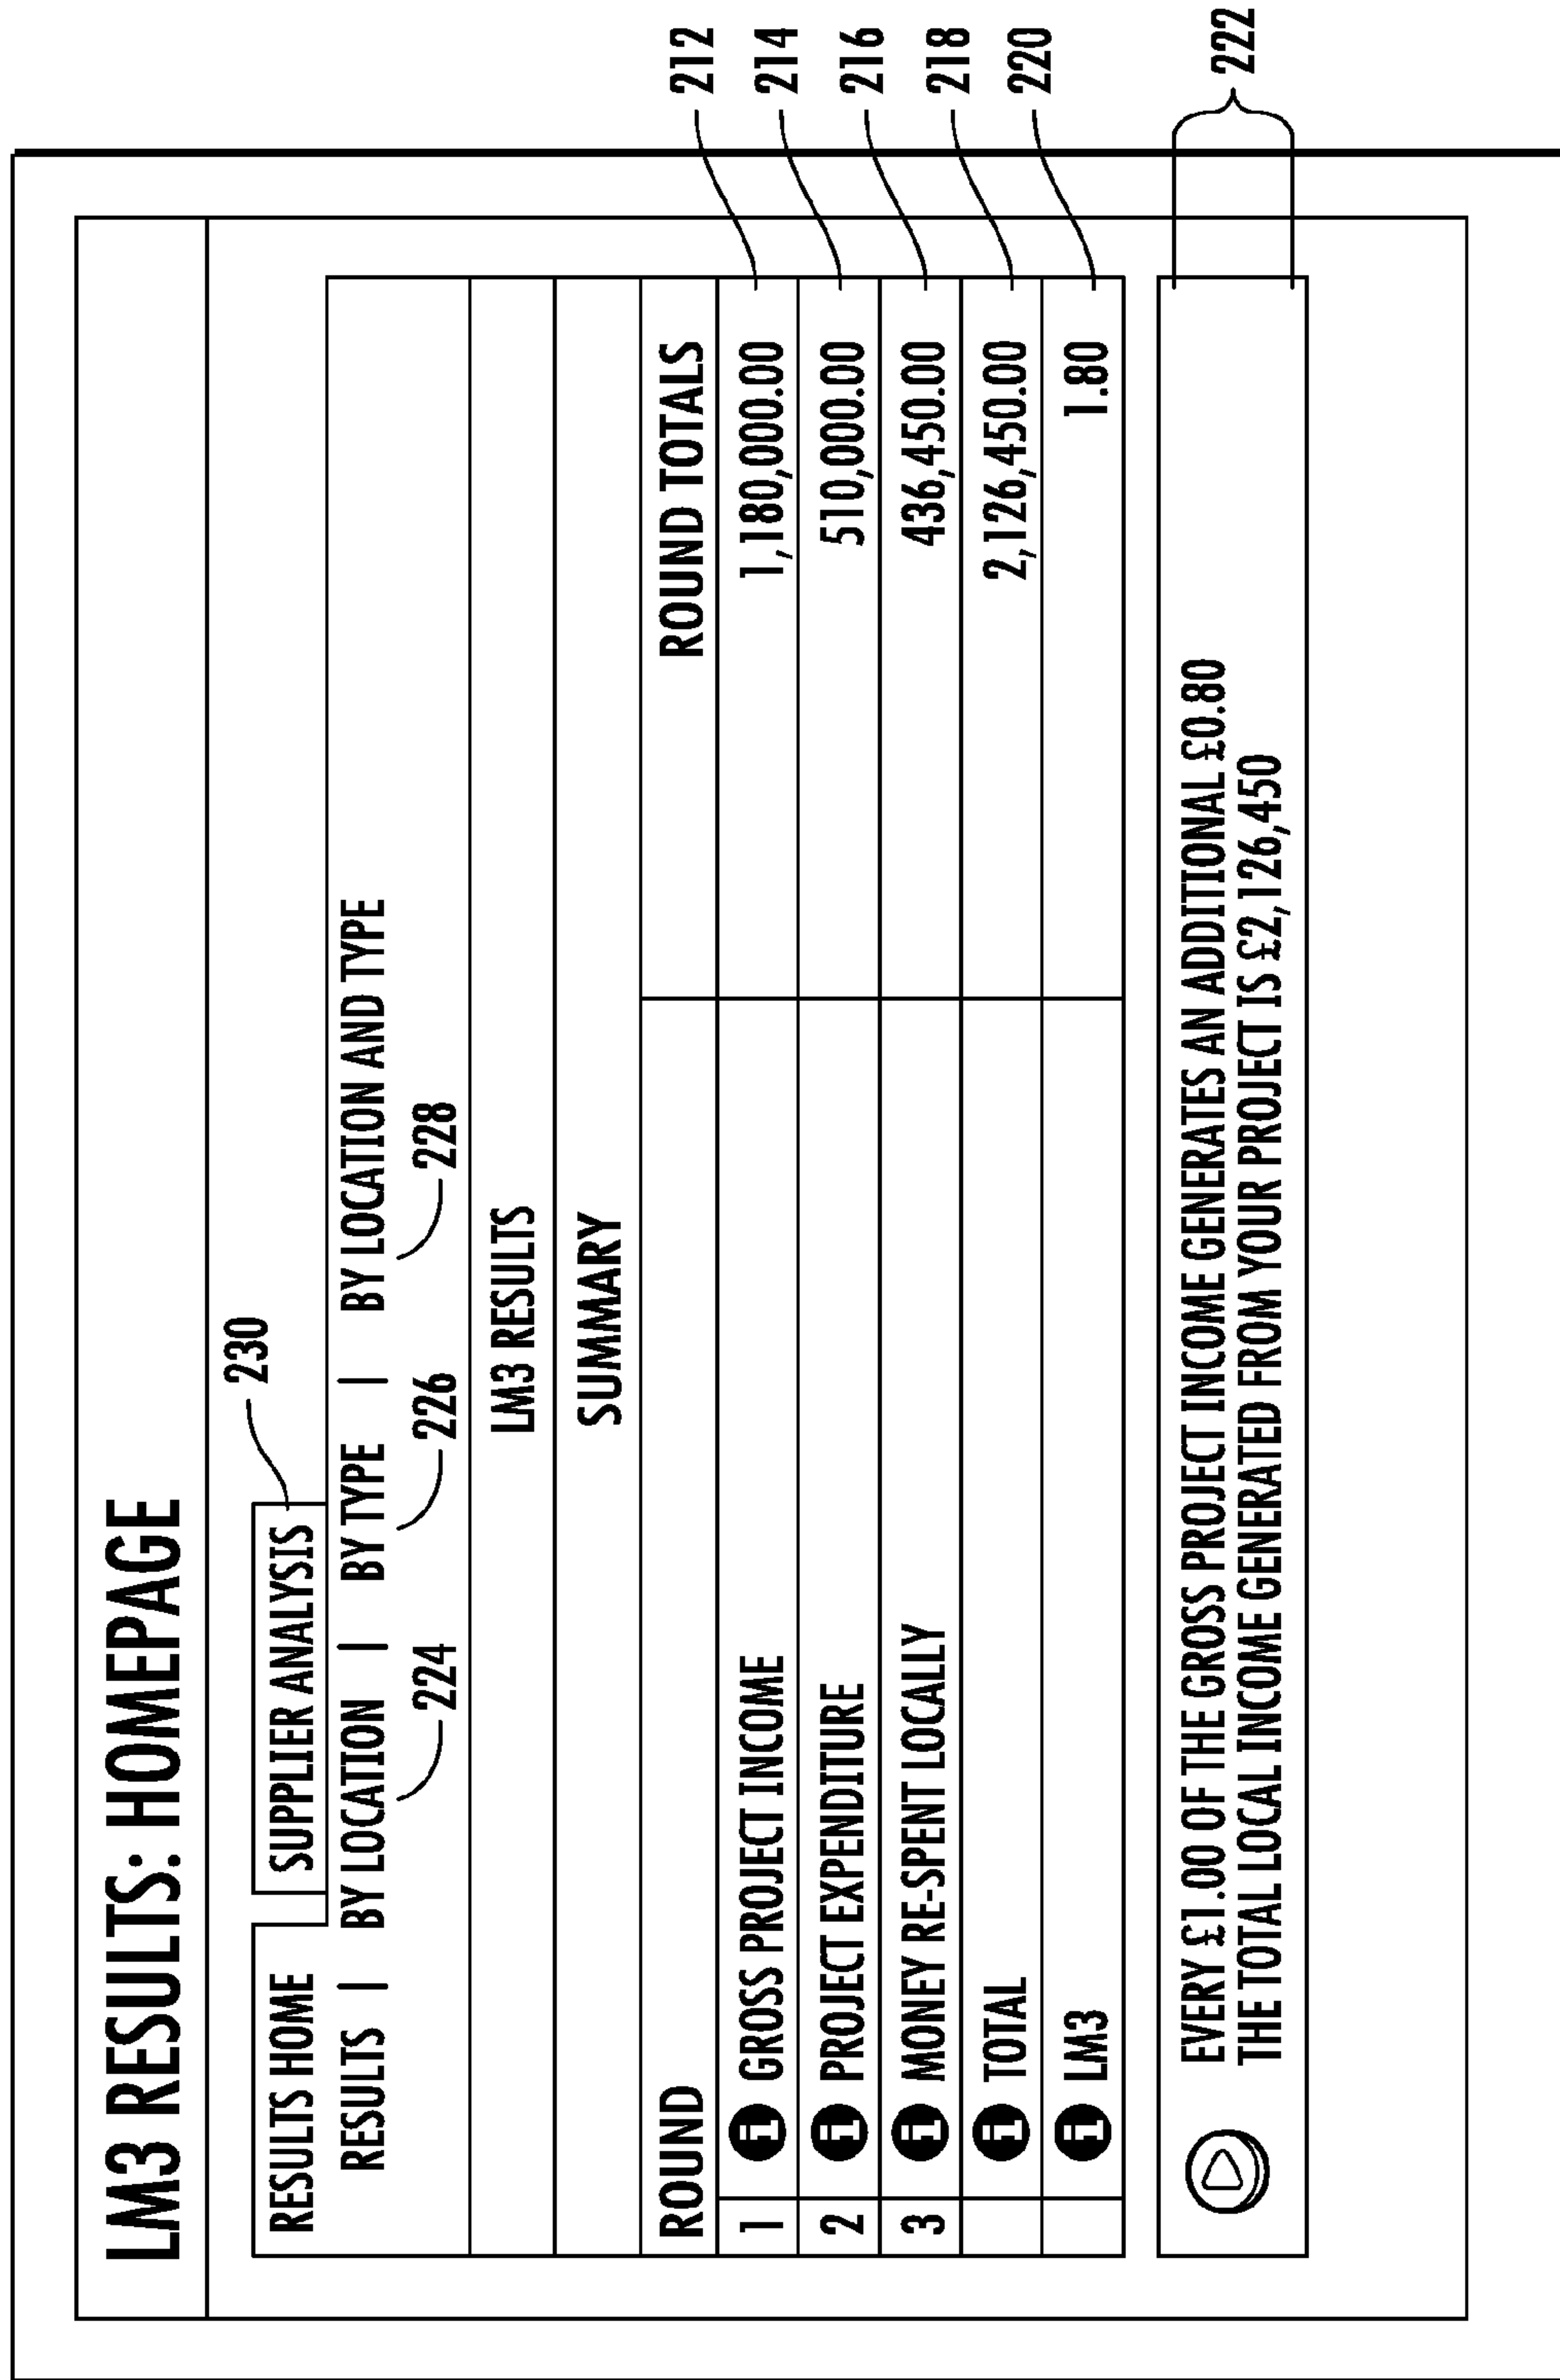 LM3 RESULTS: HOMEPAGE
230
RESULTS HOME SUPPLIER ANALYSIS
RESULTS | BY LOCATION | BY TYPE | BY LOCATION AND TYPE
224 226 228
LM3 RESULTS
SUMMARY
ROUND ROUND TOTALS 212
1 i GROSS PROJECT INCOME 1,180,000.00 214
2 i PROJECT EXPENDITURE 510,000.00 216
3 i MONEY RE-SPENT LOCALLY 436,450.00 218
i TOTAL 2,126,450.00 220
i LM3 1.80
EVERY £1.00 OF THE GROSS PROJECT INCOME GENERATES AN ADDITIONAL £0.80 222
THE TOTAL LOCAL INCOME GENERATED FROM YOUR PROJECT IS £2,126,450